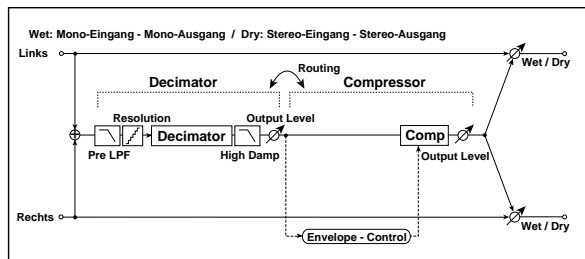 Wet: Mono-Eingang - Mono-Ausgang / Dry: Stereo-Eingang - Stereo-Ausgang
Links
Routing
Wet / Dry
Decimator
Compressor
Resolution
Output Level
Decimator
Comp
Pre LPF
High Damp
Output Level
Rechts
Wet / Dry
Envelope - Control